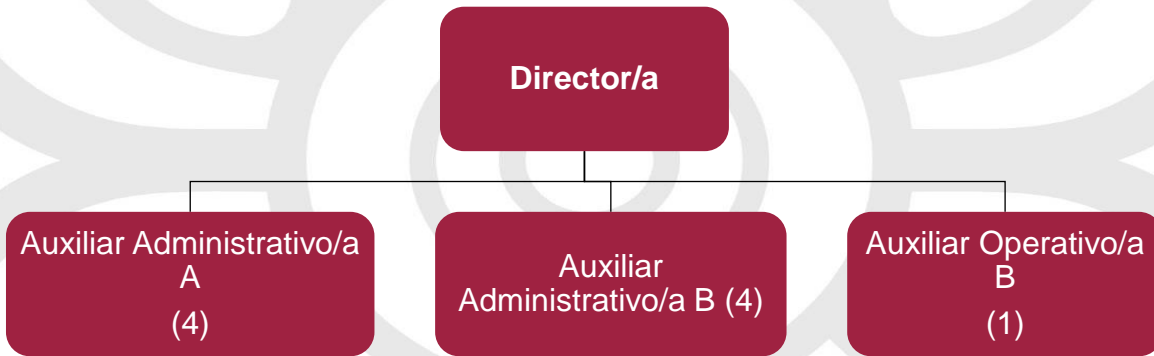 Director/a
Auxiliar Administrativo/a
A
(4)
Auxiliar
Administrativo/a B (4)
Auxiliar Operativo/a
B
(1)